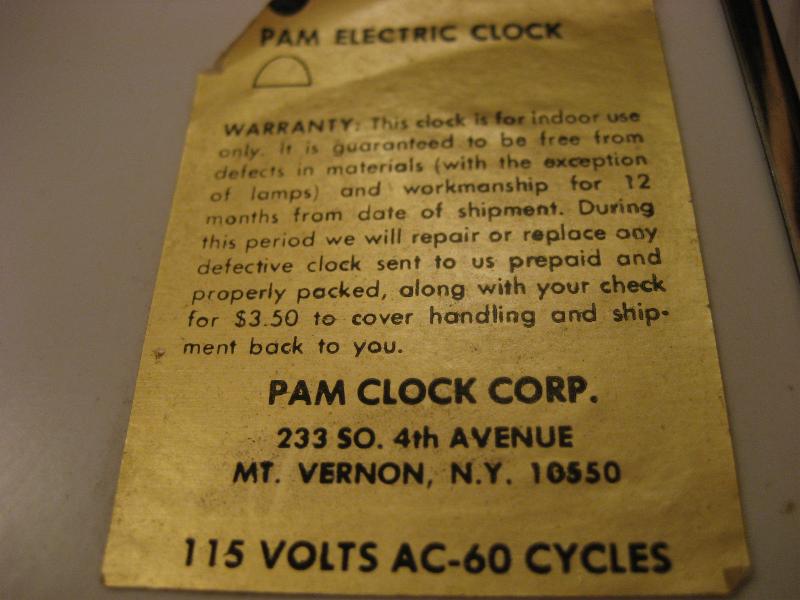 PAM ELECTRIC CLOCK
WARRANTY: This clock is for indoor use
only. It is guaranteed to be free from
defects in materials (with the exception
of lamps) and workmanship for 12
months from date of shipment. During
this period we will repair or replace any
defective clock sent to us prepaid and
properly packed, along with your check
for $3.50 to cover handling and ship-
ment back to you.
PAM CLOCK CORP.
233 SO. 4th AVENUE
MT. VERNON, N.Y. 10550
115 VOLTS AC-60 CYCLES